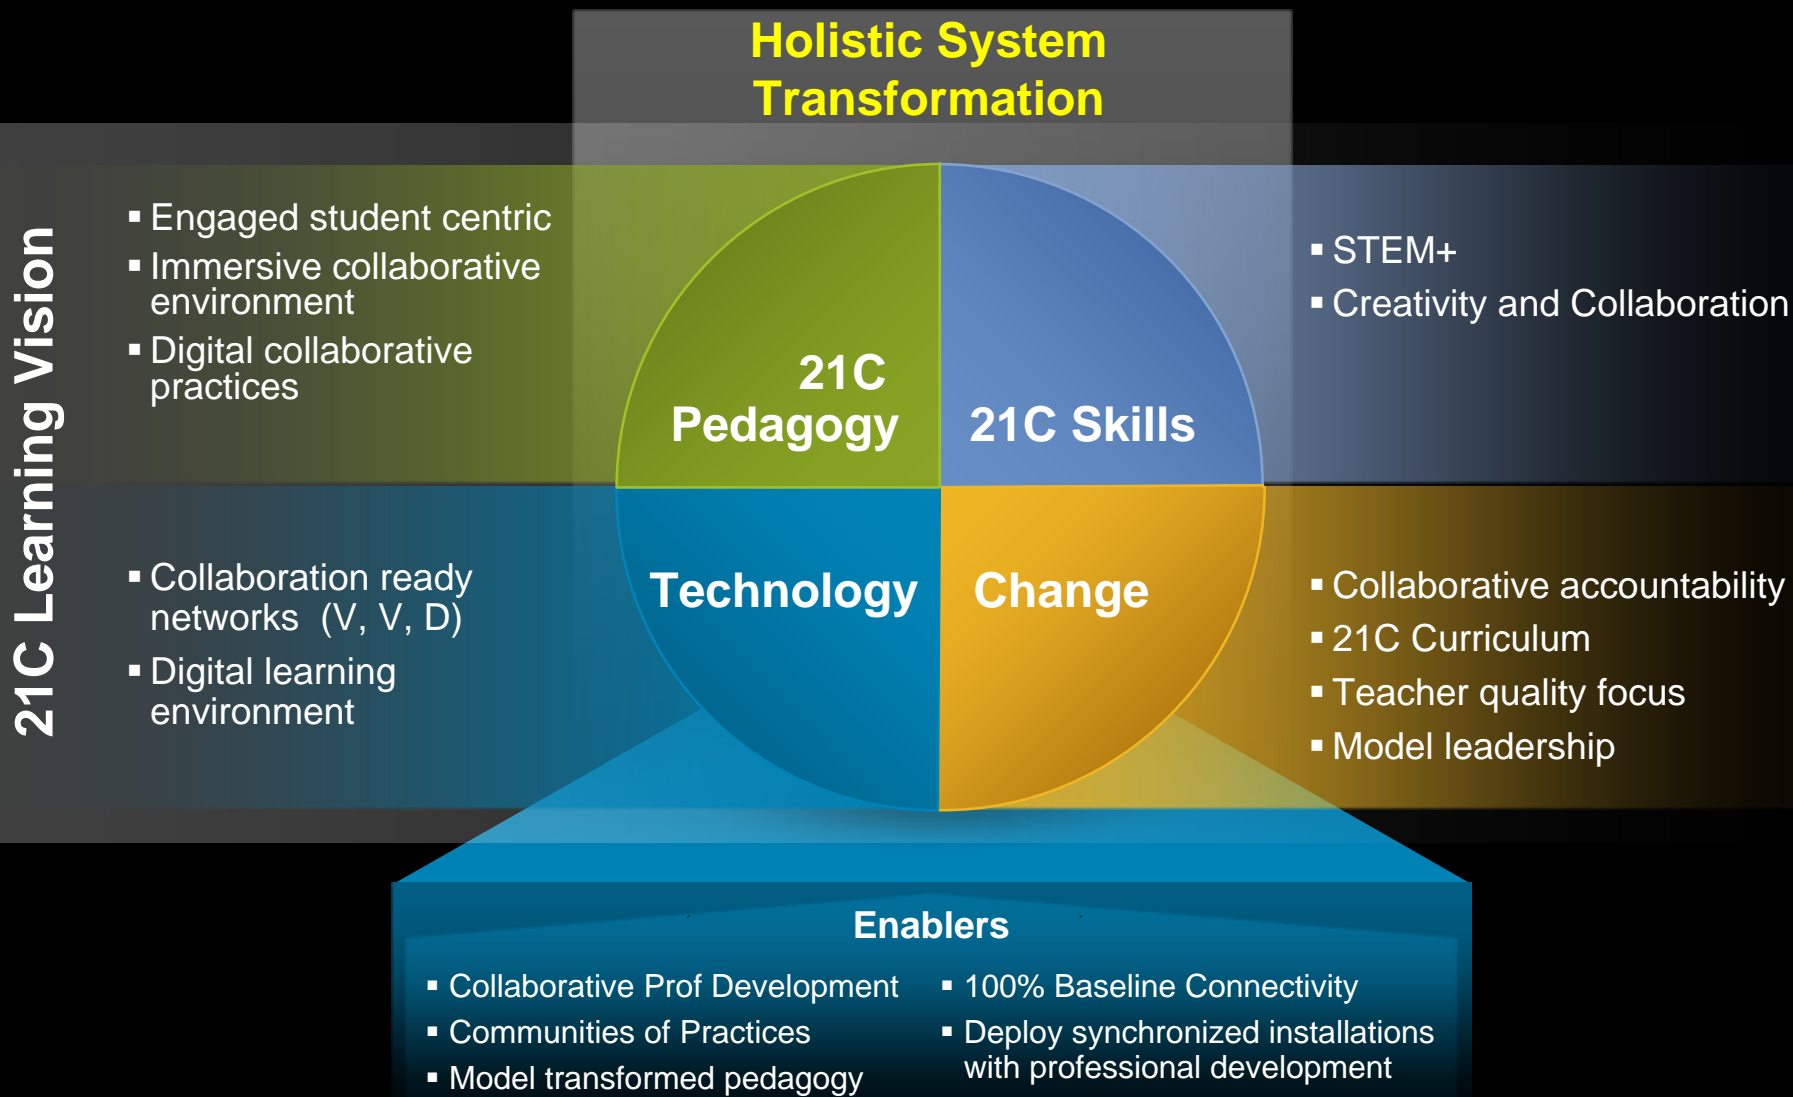 Holistic System
Transformation
21C Learning Vision
▪ Engaged student centric
▪ Immersive collaborative
environment
▪ Digital collaborative
practices
21C
Pedagogy
21C Skills
▪ STEM+
▪ Creativity and Collaboration
▪ Collaboration ready
networks  (V, V, D)
▪ Digital learning
environment
Technology
Change
▪ Collaborative accountability
▪ 21C Curriculum
▪ Teacher quality focus
▪ Model leadership
Enablers
▪ Collaborative Prof Development
▪ Communities of Practices
▪ Model transformed pedagogy
▪ 100% Baseline Connectivity
▪ Deploy synchronized installations
with professional development